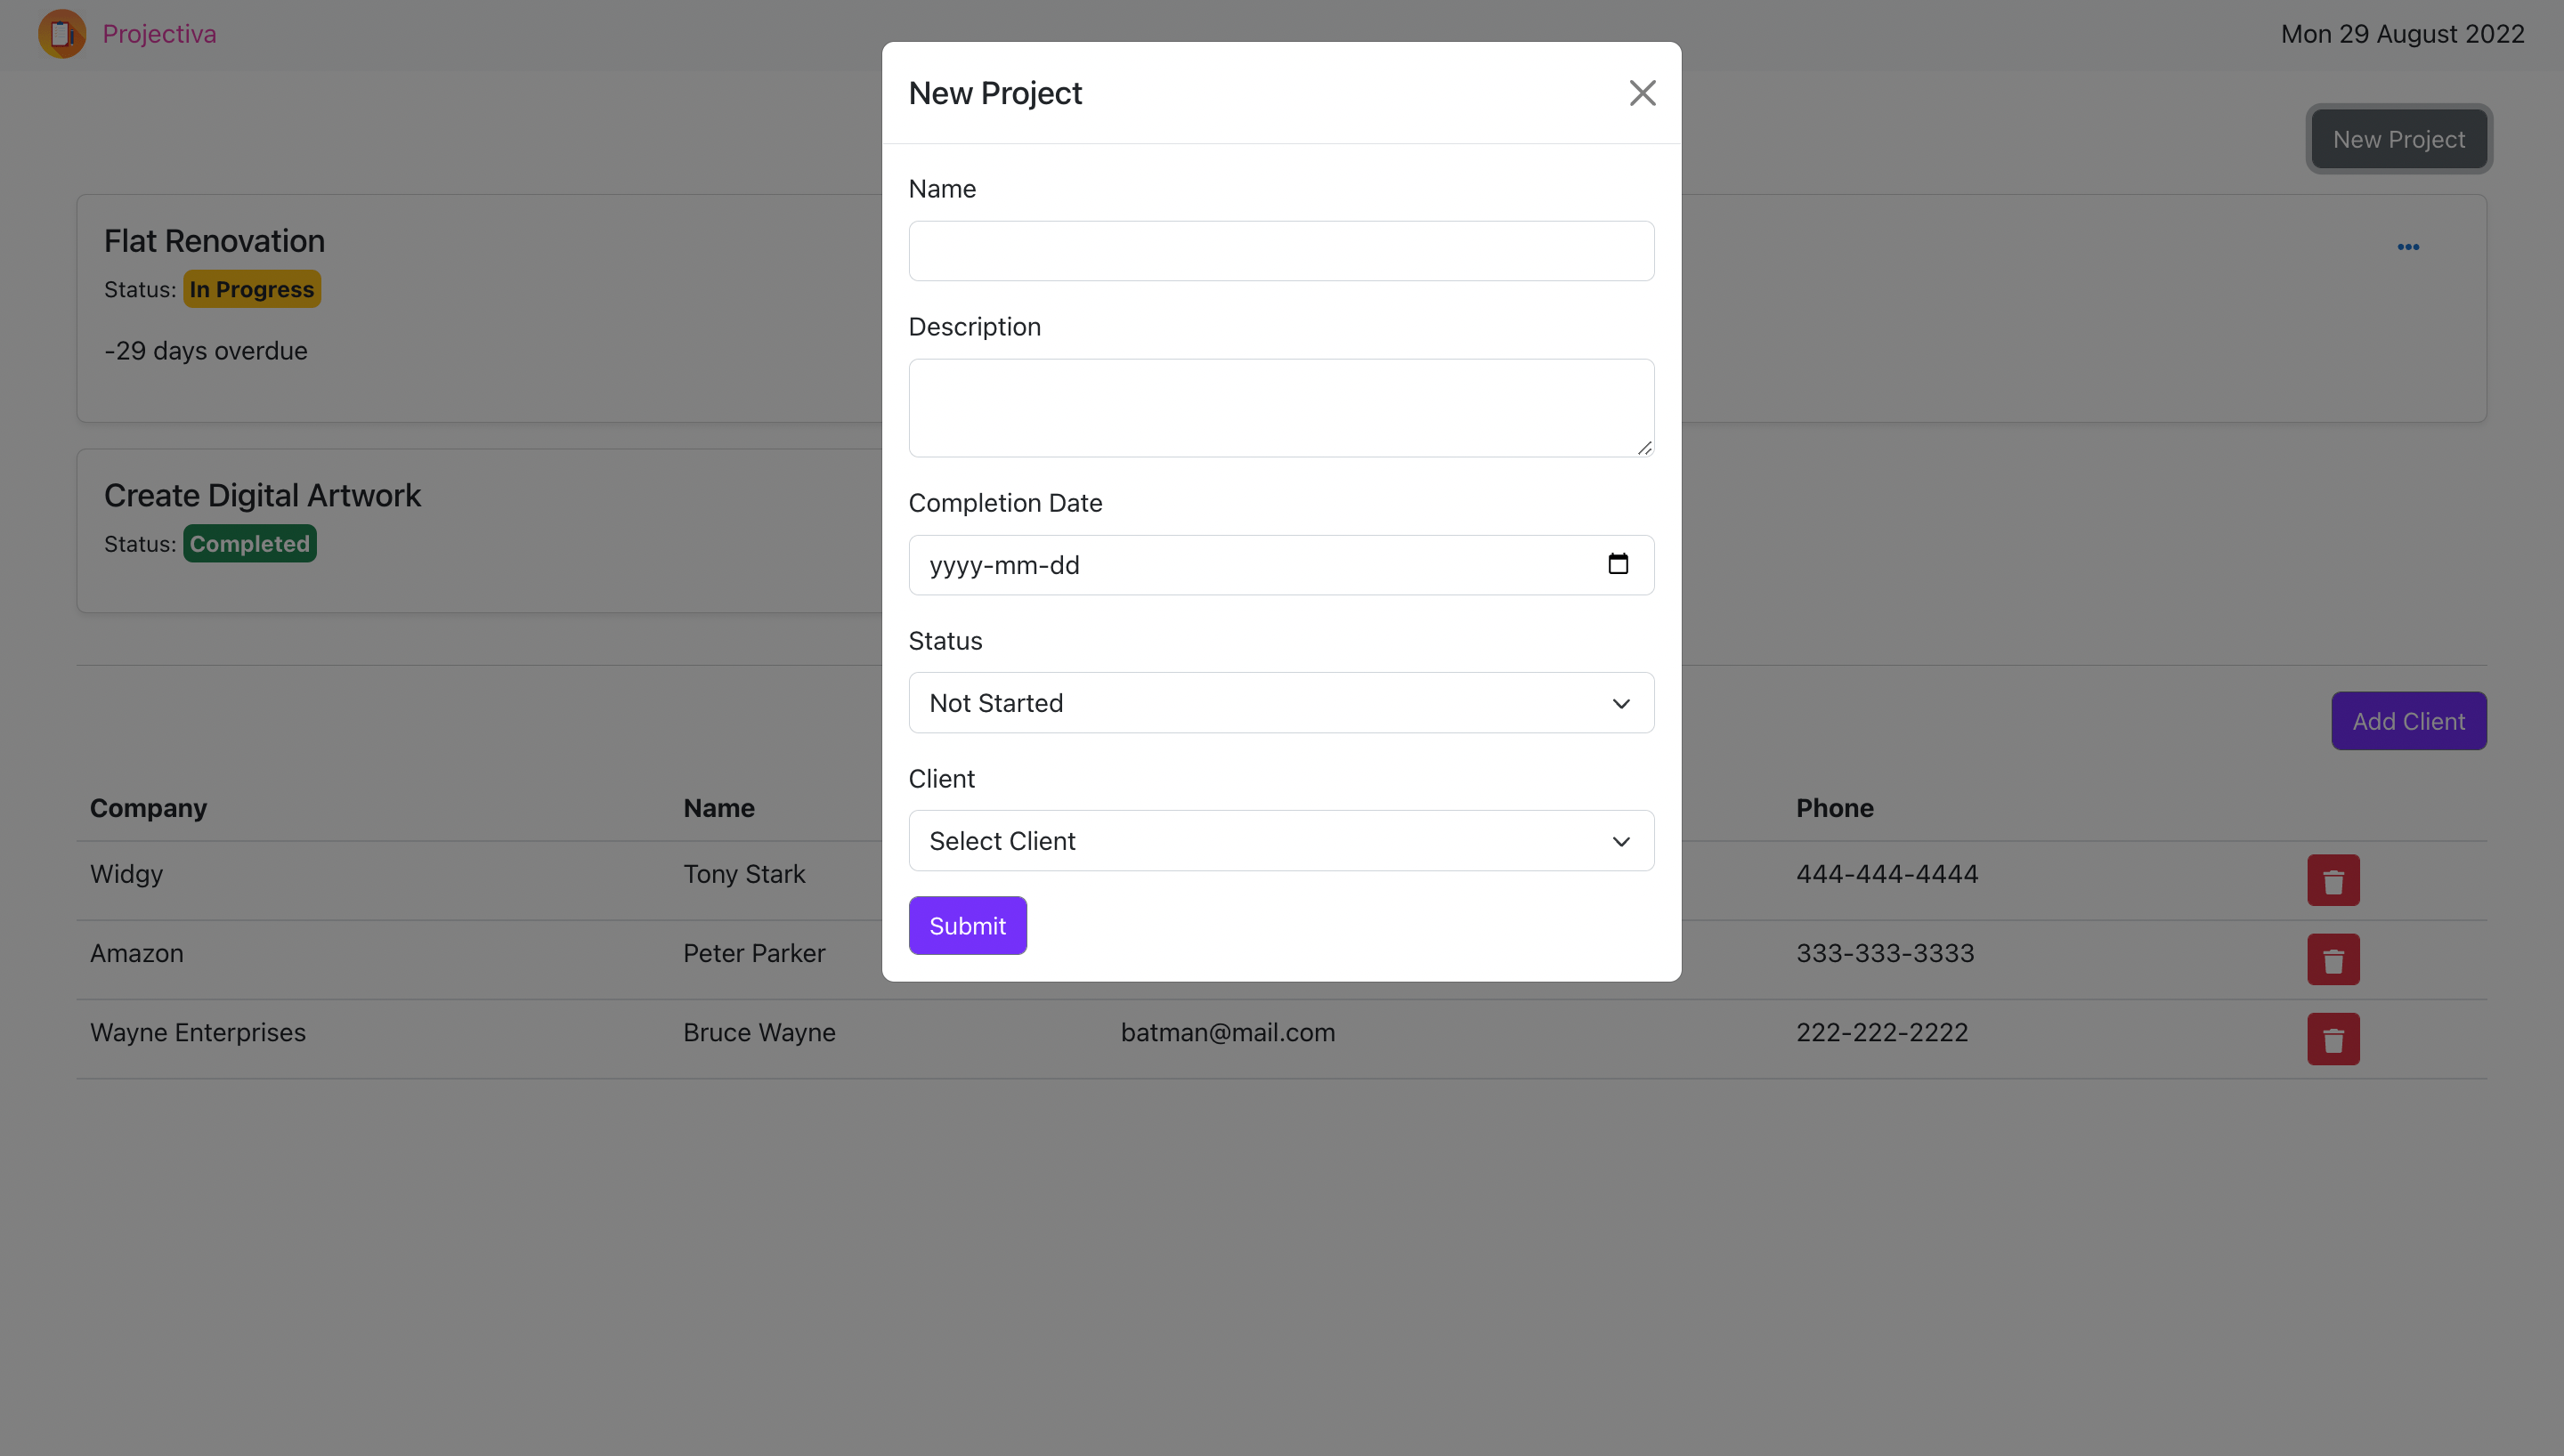 Projectiva
Mon 29 August 2022
New Project
New Project
Name
Description
Completion Date
yyyy-mm-dd
Status
Not Started
Client
Select Client
Submit
Flat Renovation
Status: In Progress
-29 days overdue
Create Digital Artwork
Status: Completed
Add Client
Company Name Phone
Widgy Tony Stark 444-444-4444
Amazon Peter Parker 333-333-3333
Wayne Enterprises Bruce Wayne batman@mail.com 222-222-2222